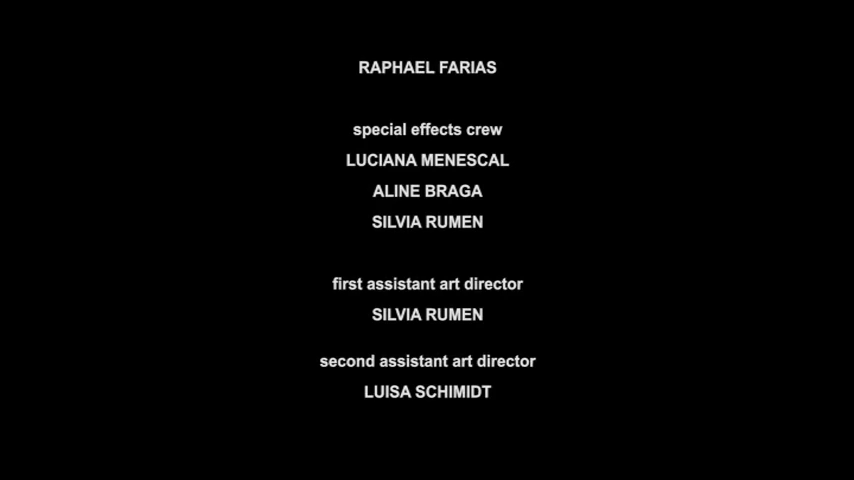 RAPHAEL FARIAS
special effects crew
LUCIANA MENESCAL
ALINE BRAGA
SILVIA RUMEN
first assistant art director
SILVIA RUMEN
second assistant art director
LUISA SCHIMIDT